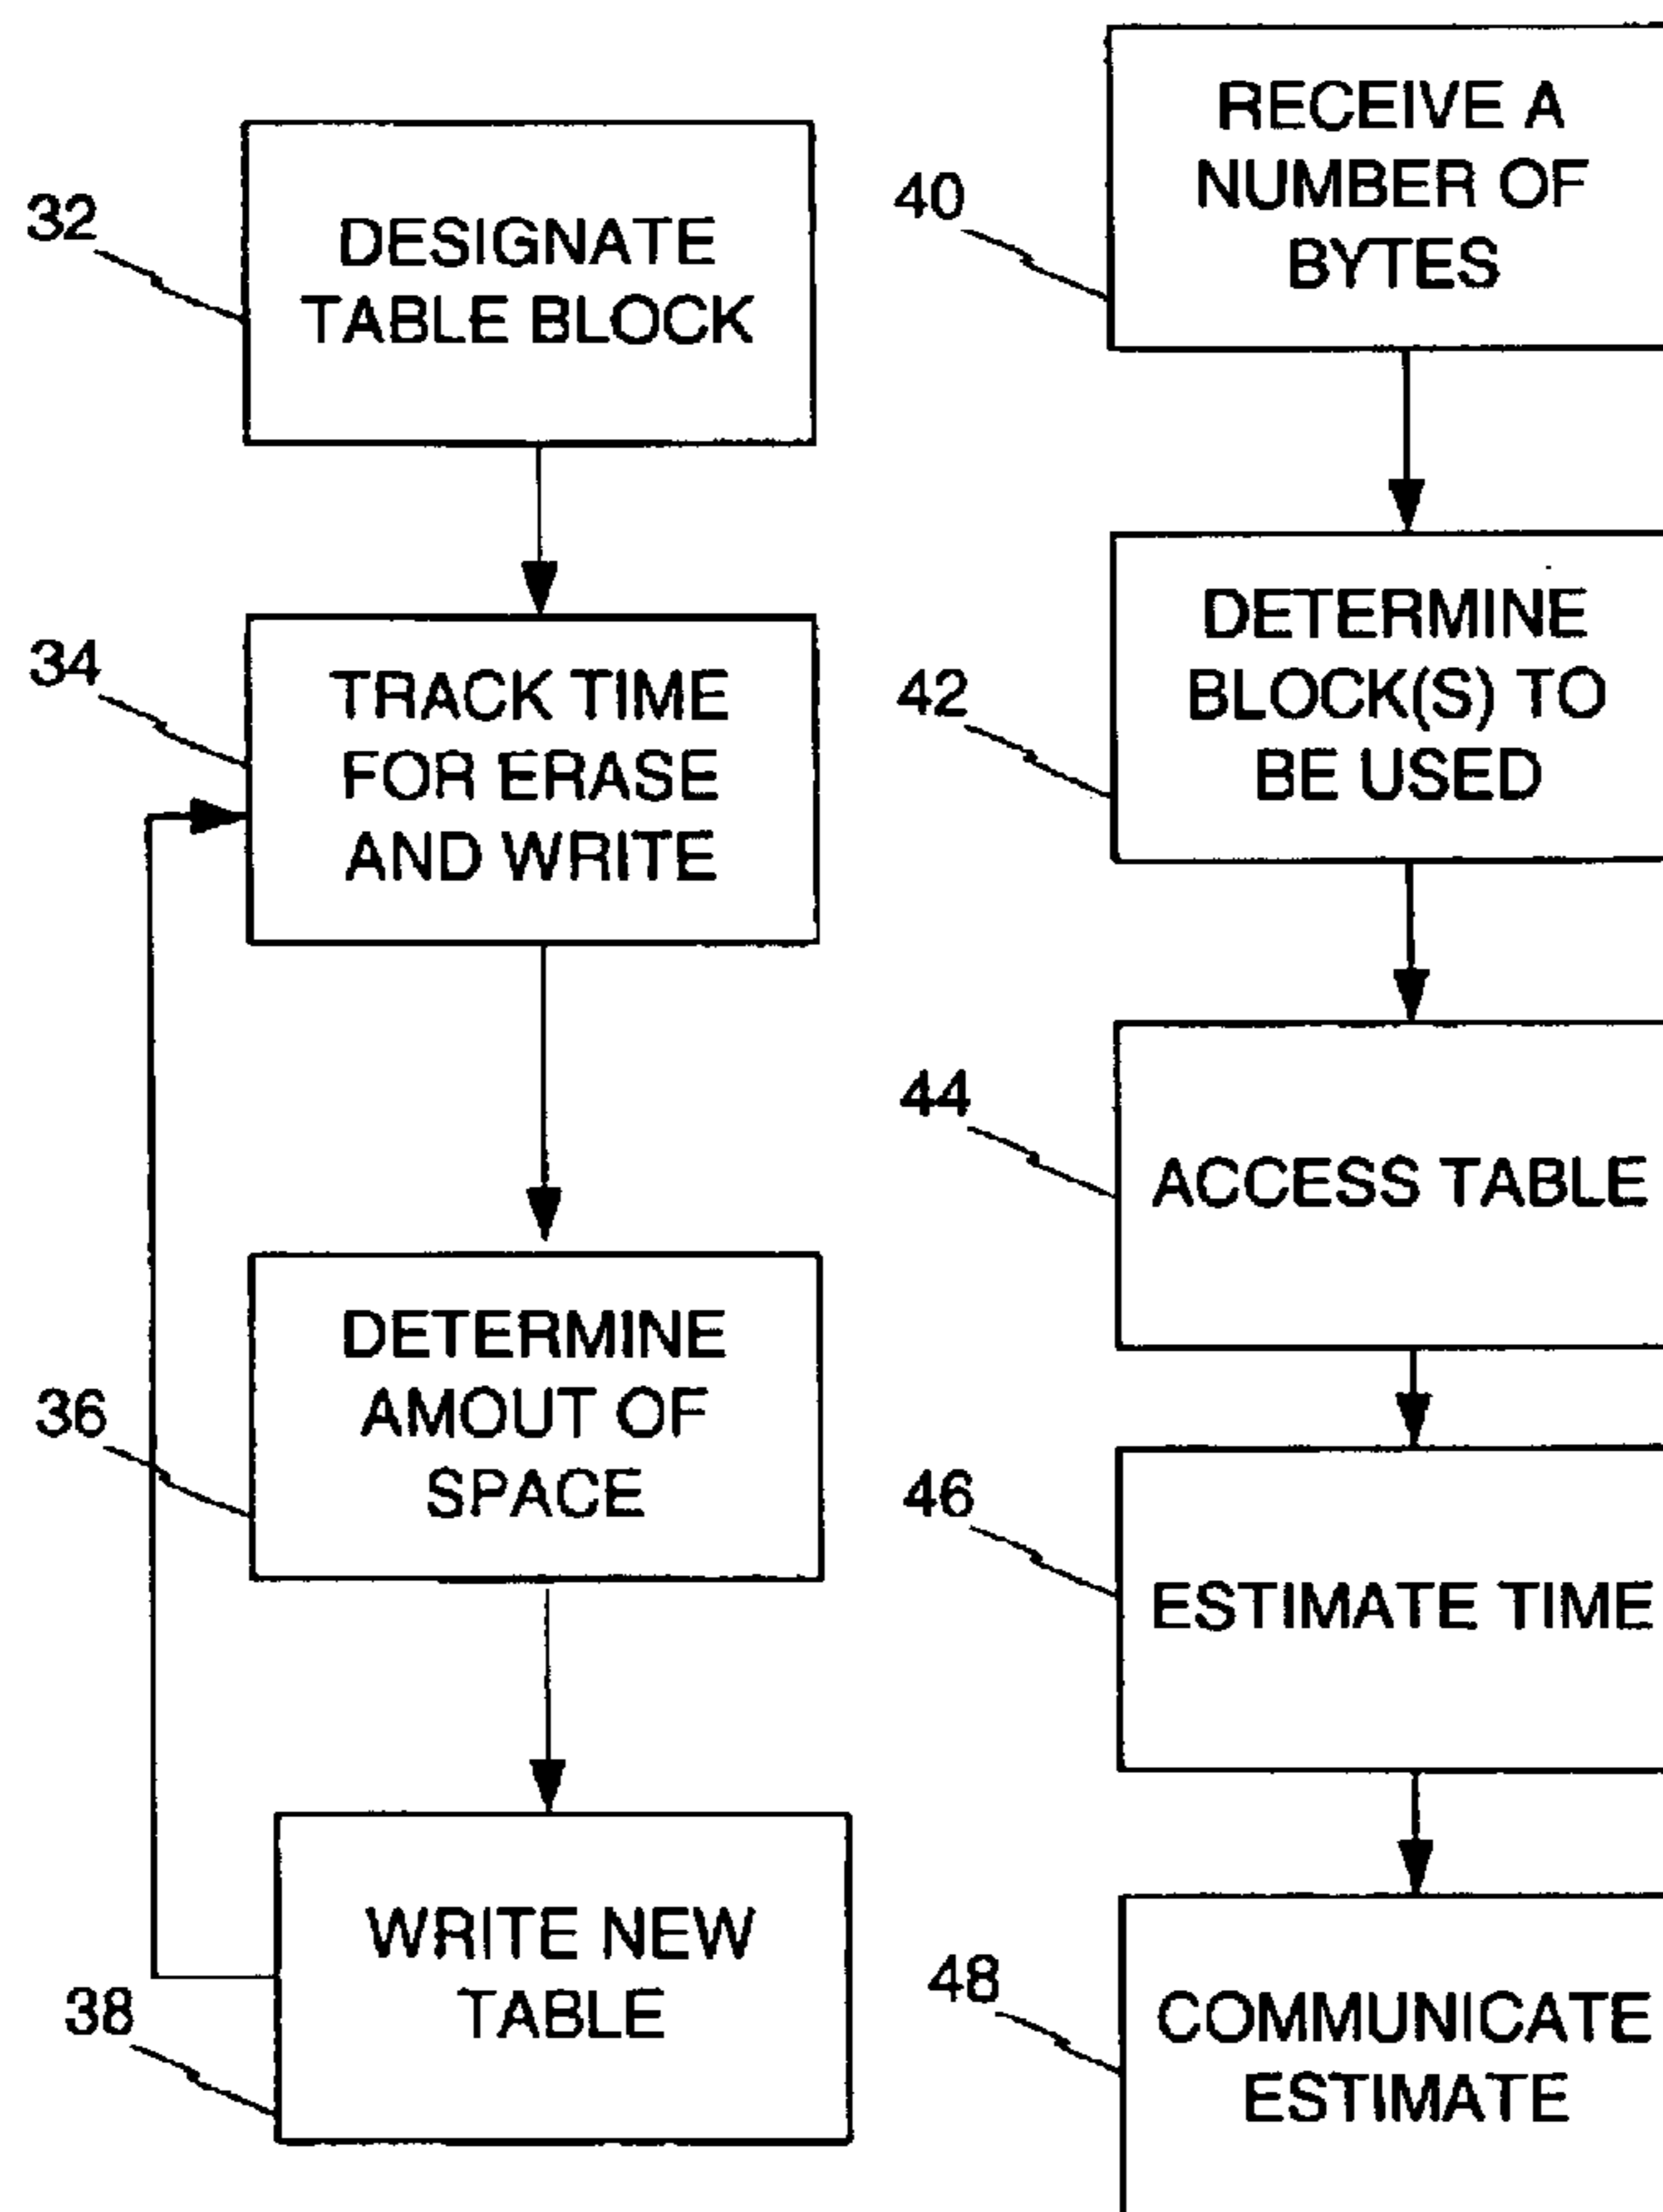 32
DESIGNATE
TABLE BLOCK
34
TRACK TIME
FOR ERASE
AND WRITE
36
DETERMINE
AMOUT OF
SPACE
38
WRITE NEW
TABLE
40
RECEIVE A
NUMBER OF
BYTES
42
DETERMINE
BLOCK(S) TO
BE USED
44
ACCESS TABLE
46
ESTIMATE TIME
48
COMMUNICATE
ESTIMATE